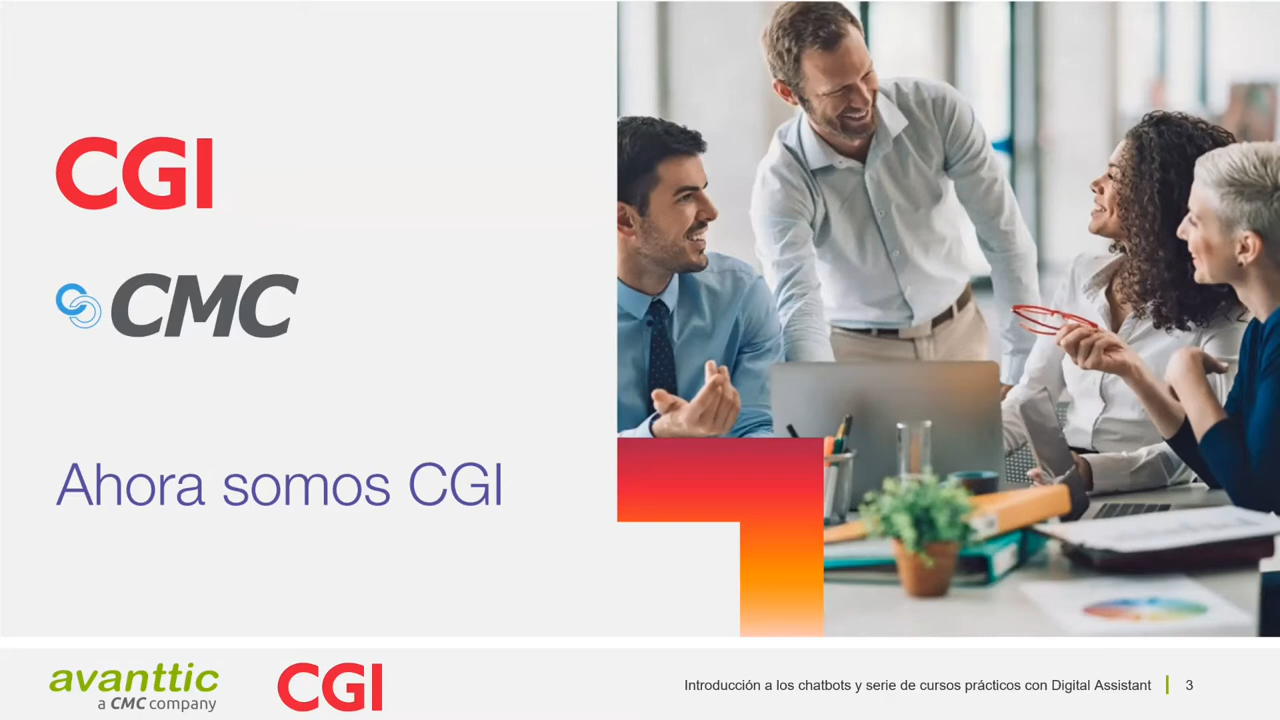 CGI
CMC
Ahora somos CGI
avanttic
a CMC company
CGI
Introducción a los chatbots y serie de cursos prácticos con Digital Assistant
3